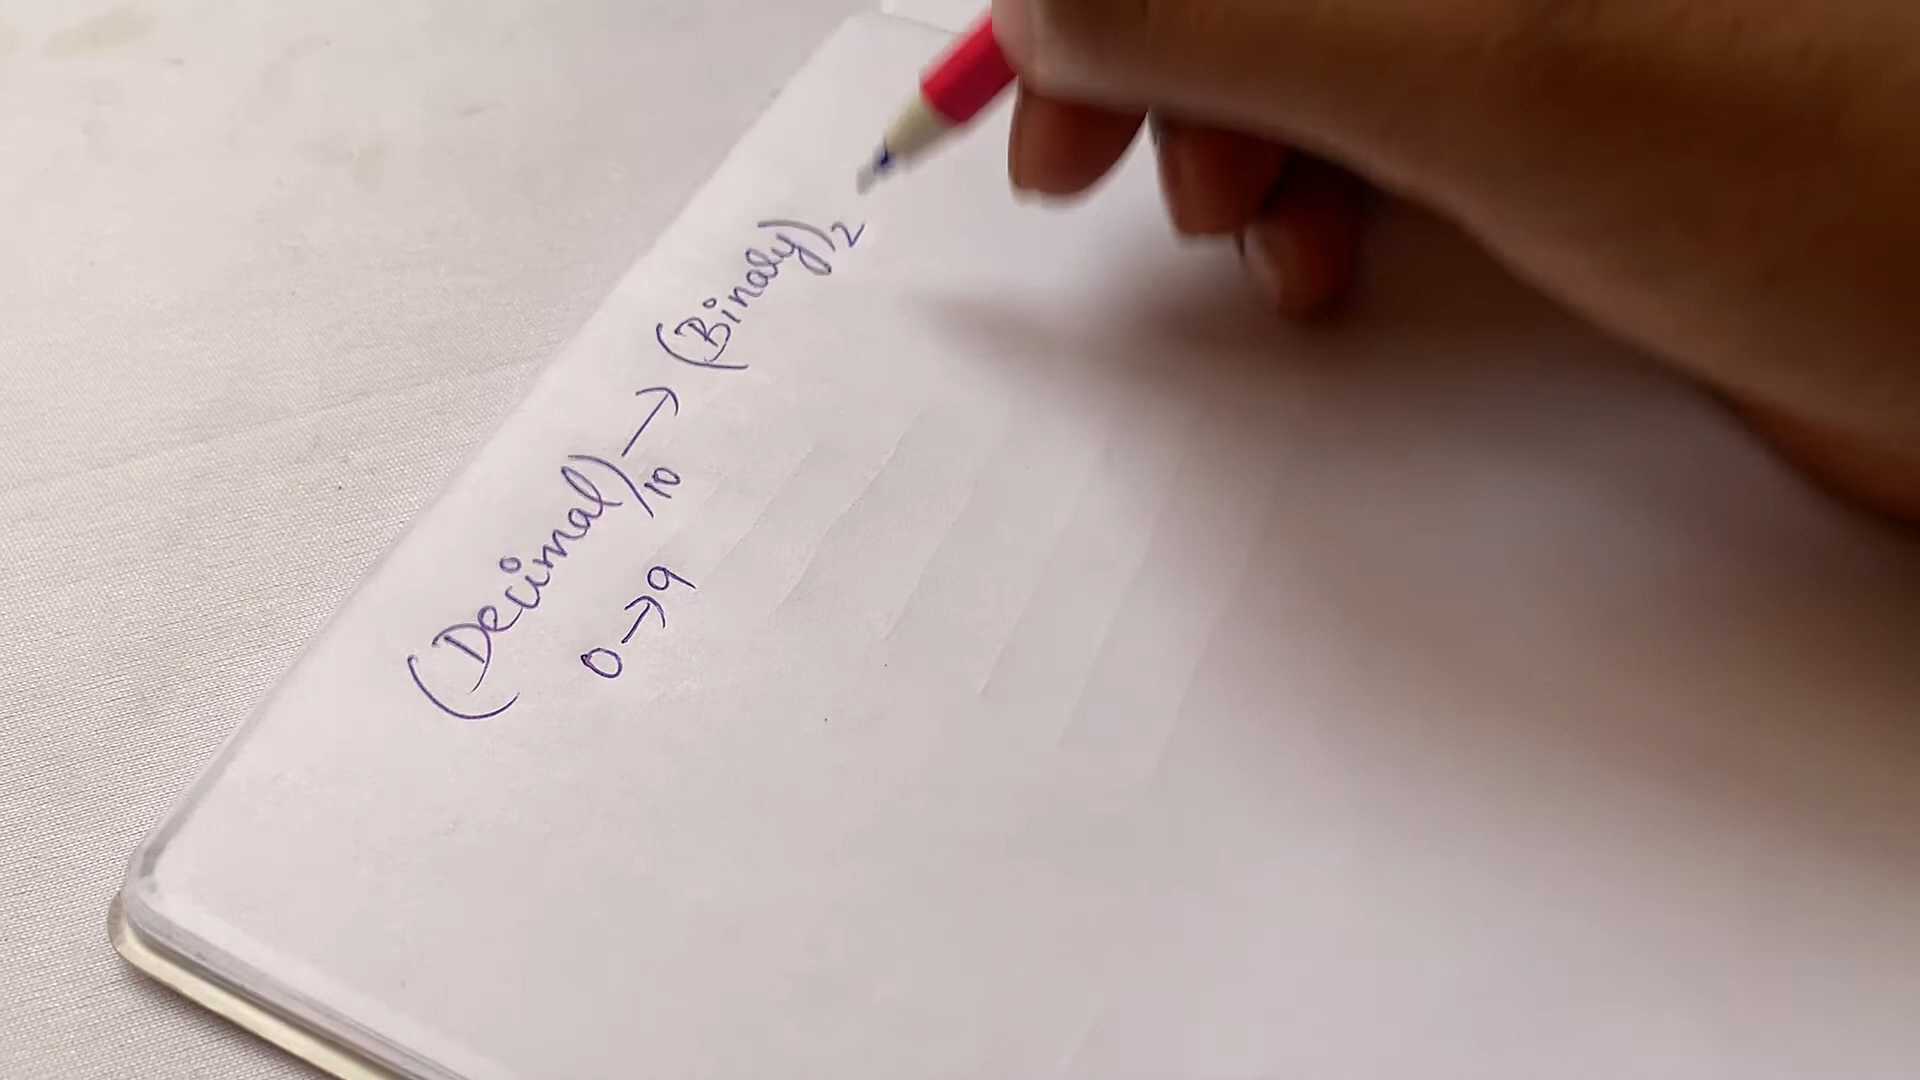 (Decimal)₁₀ → (Binary)₂
0 → 9